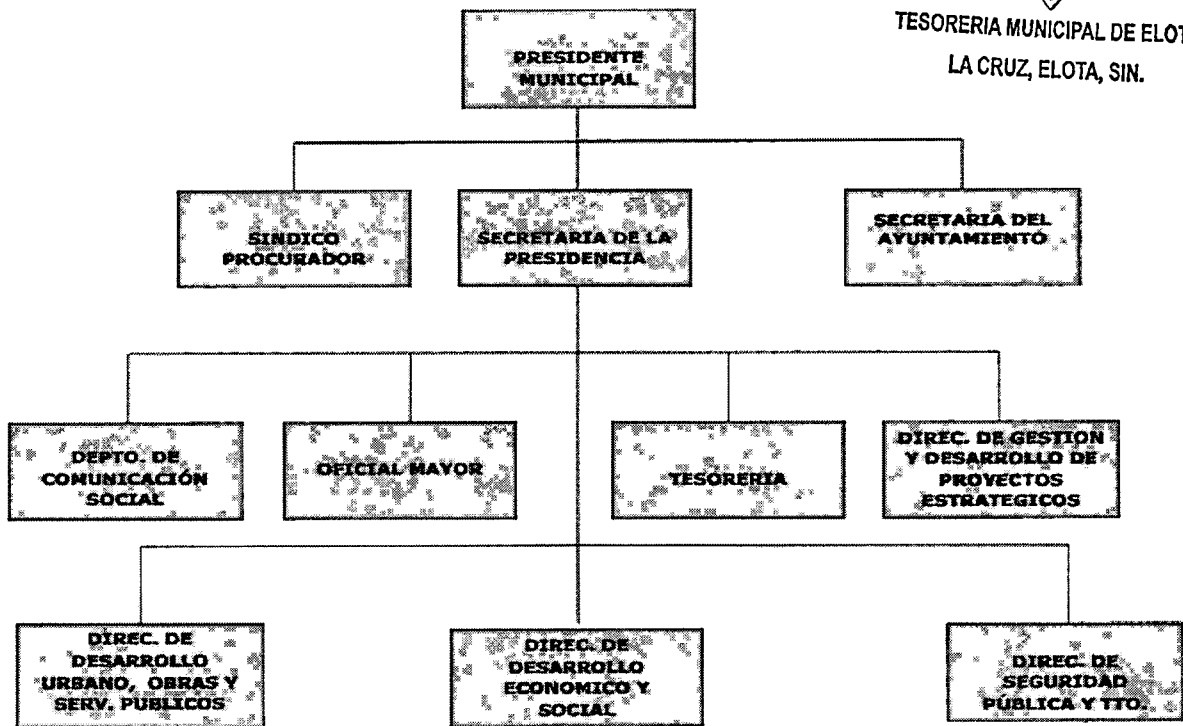 TESORERIA MUNICIPAL DE ELOT
LA CRUZ, ELOTA, SIN.
PRESIDENTE
MUNICIPAL
SINDICO
PROCURADOR
SECRETARIA DE LA
PRESIDENCIA
SECRETARIA DEL
AYUNTAMIENTO
DEPTO. DE
COMUNICACIÓN
SOCIAL
OFICIAL MAYOR
TESORERIA
DIREC. DE GESTION
Y DESARROLLO DE
PROYECTOS
ESTRATEGICOS
DIREC. DE
DESARROLLO
URBANO, OBRAS Y
SERV. PUBLICOS
DIREC. DE
DESARROLLO
ECONOMICO Y
SOCIAL
DIREC. DE
SEGURIDAD
PÚBLICA Y TTO.